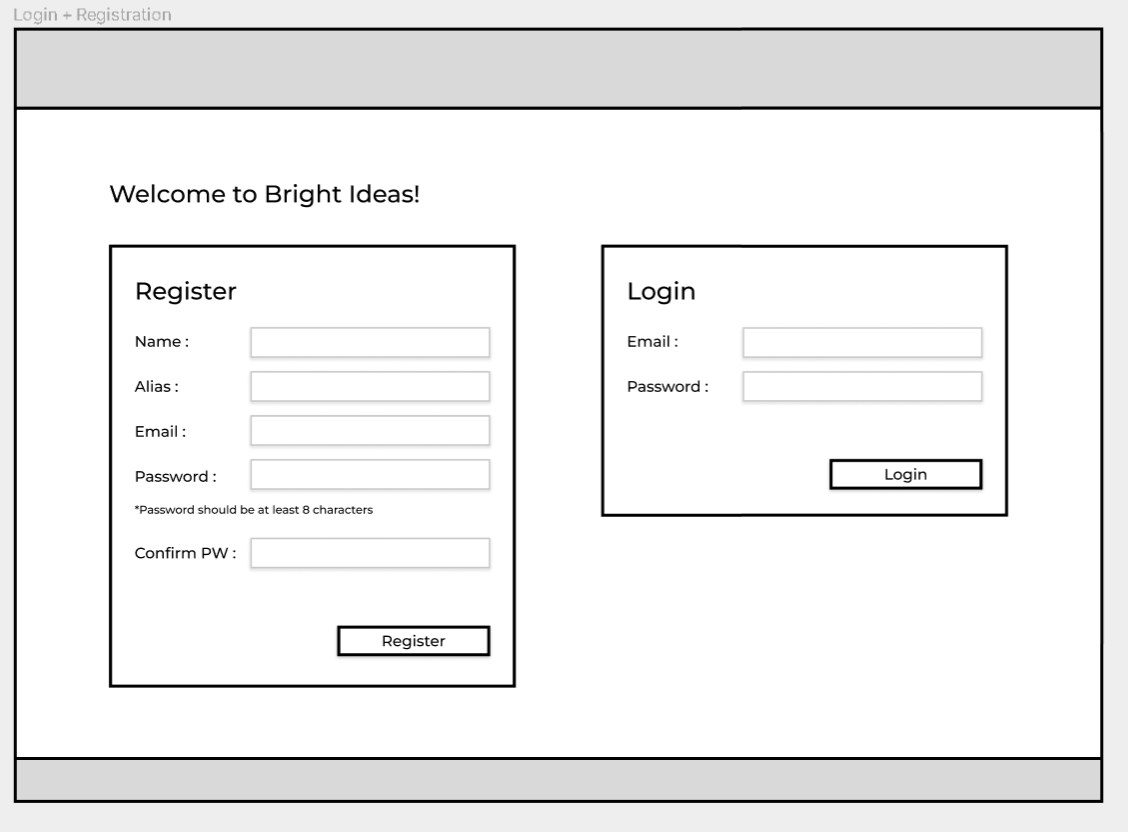 Login + Registration
Welcome to Bright Ideas!
Register
Name :
Alias :
Email :
Password :
*Password should be at least 8 characters
Confirm PW :
Register
Login
Email :
Password :
Login